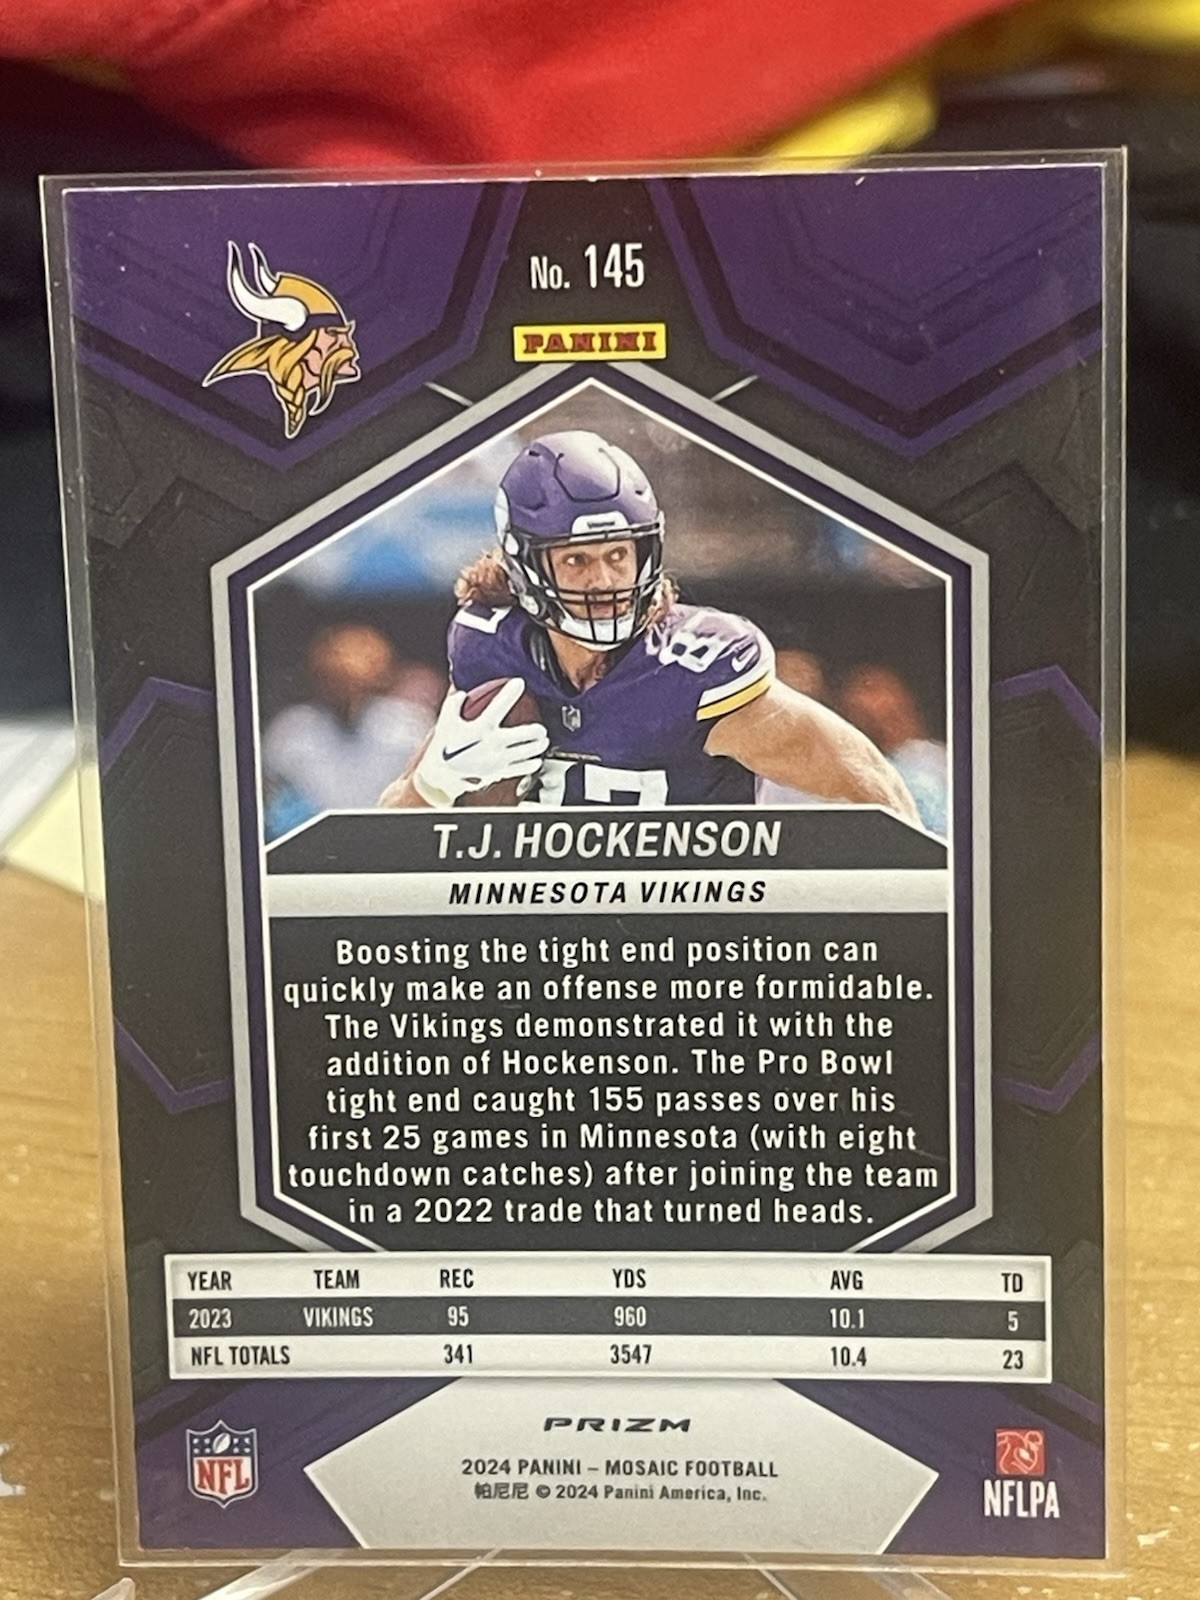 No. 145
PANINI
87
87
T.J. HOCKENSON
MINNESOTA VIKINGS
Boosting the tight end position can
quickly make an offense more formidable.
The Vikings demonstrated it with the
addition of Hockenson. The Pro Bowl
tight end caught 155 passes over his
first 25 games in Minnesota (with eight
touchdown catches) after joining the team
in a 2022 trade that turned heads.
YEAR TEAM REC YDS AVG TD
2023 VIKINGS 95 960 10.1 5
NFL TOTALS 341 3547 10.4 23
PRIZM
2024 PANINI – MOSAIC FOOTBALL
帕尼尼 © 2024 Panini America, Inc.
NFL
NFLPA